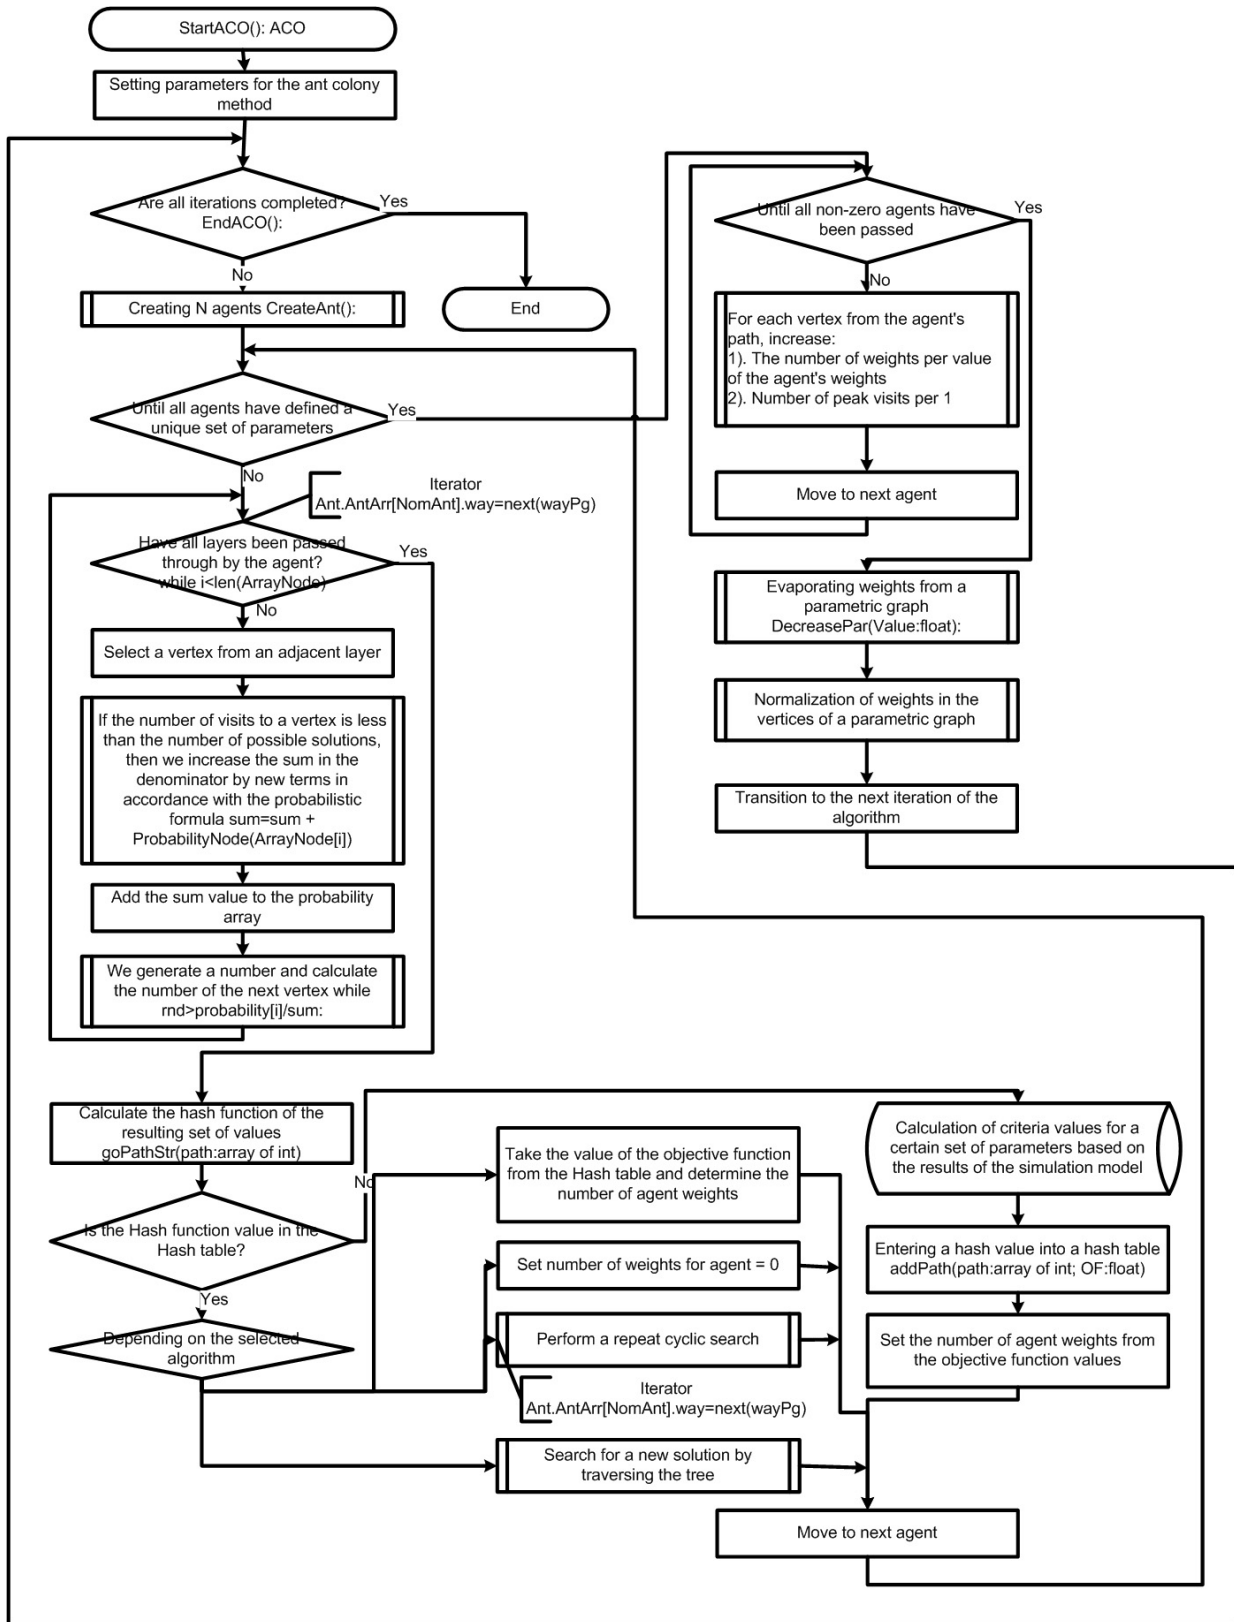 StartACO(): ACO
Setting parameters for the ant colony
method
Are all iterations completed?
EndACO():
Yes
No
End
Creating N agents CreateAnt():
Until all agents have defined a
unique set of parameters
Yes
No
Iterator
Ant.AntArr[NomAnt].way=next(wayPg)
Have all layers been passed
through by the agent?
while i<len(ArrayNode)
Yes
No
Select a vertex from an adjacent layer
If the number of visits to a vertex is less
than the number of possible solutions,
then we increase the sum in the
denominator by new terms in
accordance with the probabilistic
formula sum=sum +
ProbabilityNode(ArrayNode[i])
Add the sum value to the probability
array
We generate a number and calculate
the number of the next vertex while
rnd>probability[i]/sum:
Until all non-zero agents have
been passed
Yes
No
For each vertex from the agent's
path, increase:
1). The number of weights per value
of the agent's weights
2). Number of peak visits per 1
Move to next agent
Evaporating weights from a
parametric graph
DecreasePar(Value:float):
Normalization of weights in the
vertices of a parametric graph
Transition to the next iteration of the
algorithm
Calculate the hash function of the
resulting set of values
goPathStr(path:array of int)
Is the Hash function value in the
Hash table?
No
Yes
Depending on the selected
algorithm
Take the value of the objective function
from the Hash table and determine the
number of agent weights
Set number of weights for agent = 0
Perform a repeat cyclic search
Iterator
Ant.AntArr[NomAnt].way=next(wayPg)
Search for a new solution by
traversing the tree
Calculation of criteria values for a
certain set of parameters based on
the results of the simulation model
Entering a hash value into a hash table
addPath(path:array of int; OF:float)
Set the number of agent weights from
the objective function values
Move to next agent